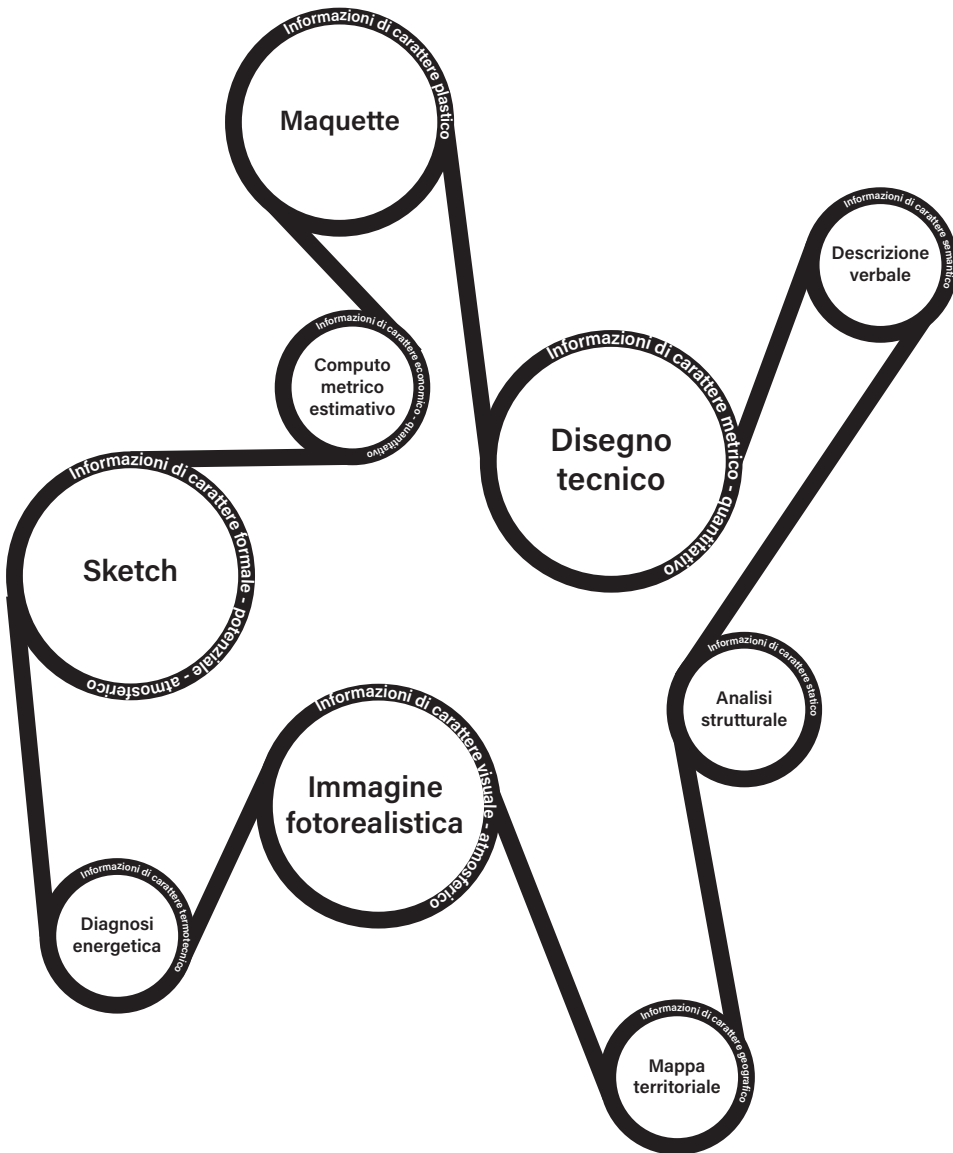 Informazioni di carattere plastico
Maquette
Informazioni di carattere semantico
Descrizione
verbale
Informazioni di carattere economico - quantitativo
Computo
metrico
estimativo
Informazioni di carattere metrico - quantitativo
Disegno
tecnico
Informazioni di carattere formale - potenziale - atmosferico
Sketch
Informazioni di carattere statico
Analisi
strutturale
Informazioni di carattere visuale - atmosferico
Immagine
fotorealistica
Informazioni di carattere termotecnico
Diagnosi
energetica
Informazioni di carattere geografico
Mappa
territoriale